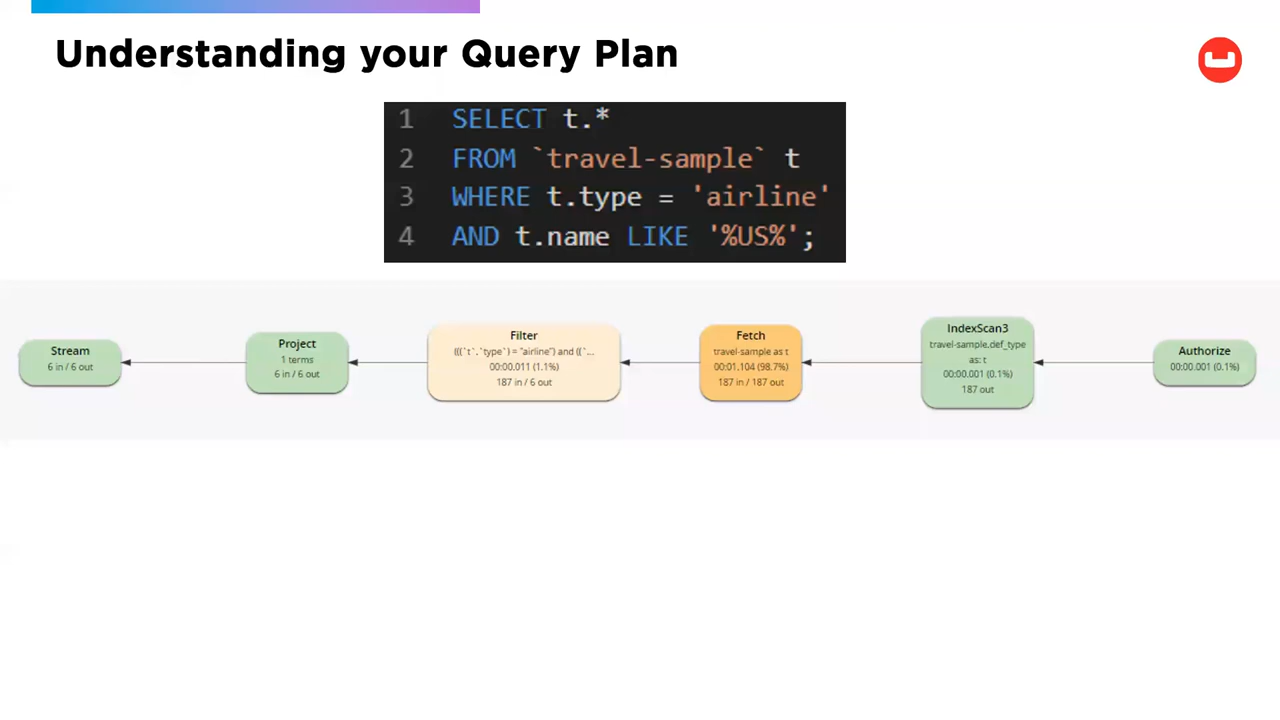 Understanding your Query Plan
1 SELECT t.*
2 FROM `travel-sample` t
3 WHERE t.type = 'airline'
4 AND t.name LIKE '%US%';
Stream
6 in / 6 out
Project
1 terms
6 in / 6 out
Filter
(((`t`.`type`) = "airline") and ((`...
00:00.011 (1.1%)
187 in / 6 out
Fetch
travel-sample as t
00:01.104 (98.7%)
187 in / 187 out
IndexScan3
travel-sample.def_type
as: t
00:00.001 (0.1%)
187 out
Authorize
00:00.001 (0.1%)